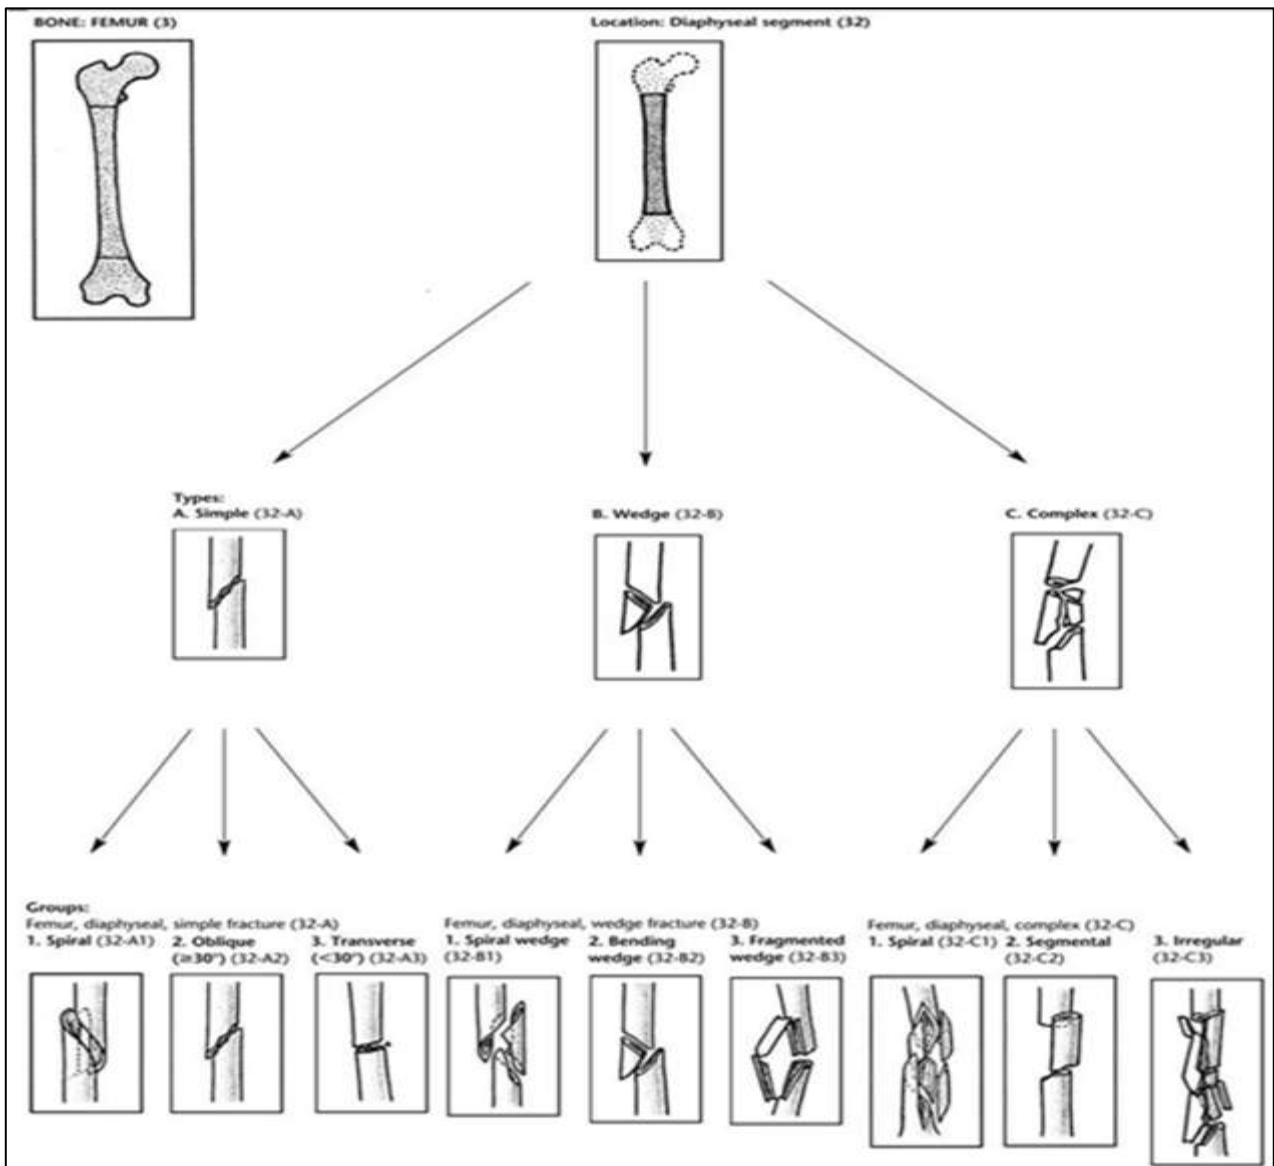 BONE: FEMUR (3)
Location: Diaphyseal segment (32)
Types:
A. Simple (32-A)
B. Wedge (32-B)
C. Complex (32-C)
Groups:
Femur, diaphyseal, simple fracture (32-A)
1. Spiral (32-A1)
2. Oblique
(≥30°) (32-A2)
3. Transverse
(<30°) (32-A3)
Femur, diaphyseal, wedge fracture (32-B)
1. Spiral wedge
(32-B1)
2. Bending
wedge (32-B2)
3. Fragmented
wedge (32-B3)
Femur, diaphyseal, complex (32-C)
1. Spiral (32-C1)
2. Segmental
(32-C2)
3. Irregular
(32-C3)